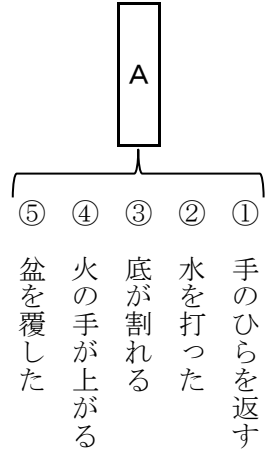 A
① 手のひらを返す
② 水を打った
③ 底が割れる
④ 火の手が上がる
⑤ 盆を覆した